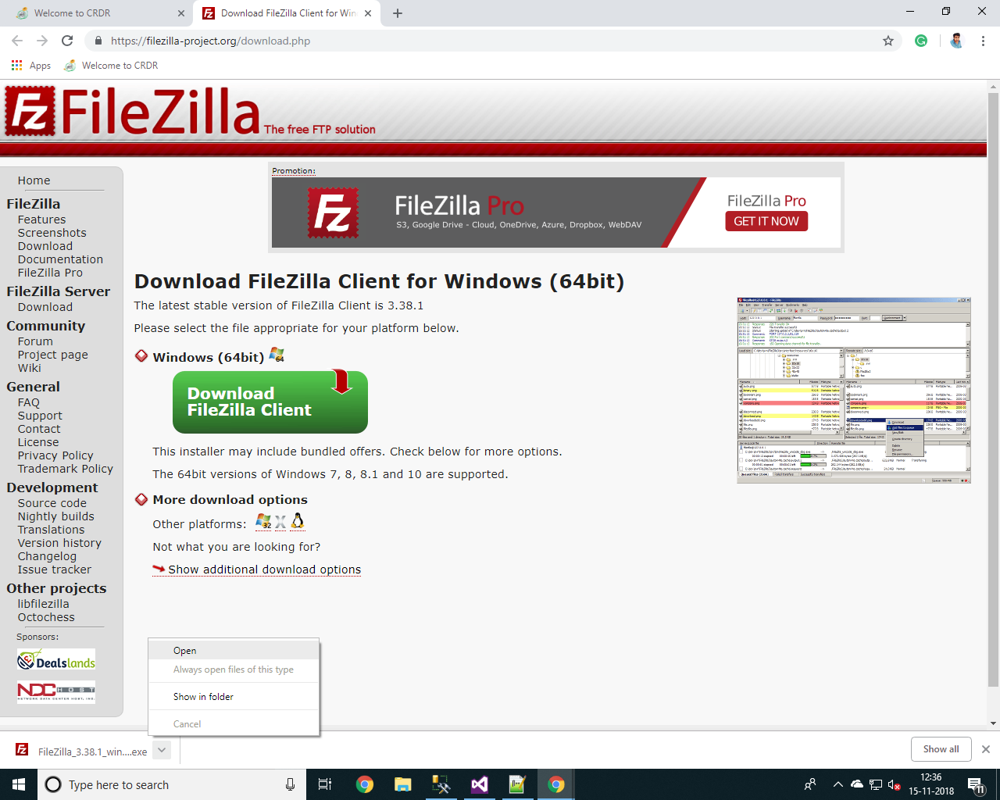 Welcome to CRDR
Download FileZilla Client for Win
https://filezilla-project.org/download.php
Apps
Welcome to CRDR
FileZilla The free FTP solution
Home
FileZilla
Features
Screenshots
Download
Documentation
FileZilla Pro
FileZilla Server
Download
Community
Forum
Project page
Wiki
General
FAQ
Support
Contact
License
Privacy Policy
Trademark Policy
Development
Source code
Nightly builds
Translations
Version history
Changelog
Issue tracker
Other projects
libfilezilla
Octochess
Sponsors:
Dealslands
NDCHOST
NETWORK DATA CENTER HOST, INC.
Promotion:
FileZilla Pro
S3, Google Drive - Cloud, OneDrive, Azure, Dropbox, WebDAV
FileZilla Pro
GET IT NOW
Download FileZilla Client for Windows (64bit)
The latest stable version of FileZilla Client is 3.38.1
Please select the file appropriate for your platform below.
Windows (64bit) 64
Download
FileZilla Client
This installer may include bundled offers. Check below for more options.
The 64bit versions of Windows 7, 8, 8.1 and 10 are supported.
More download options
Other platforms: 32
Not what you are looking for?
Show additional download options
Open
Always open files of this type
Show in folder
Cancel
FileZilla_3.38.1_win....exe
Show all
Type here to search
12:36
15-11-2018
11